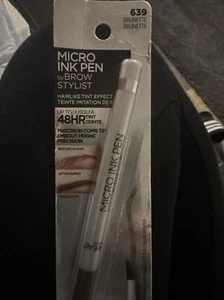 639
BRUNETTE
BRUNETTE
MICRO
INK PEN
by BROW
STYLIST
HAIRLIKE TINT EFFECT
TEINTE IMITATION DE P
UP TO/JUSQU'À
48HR TINT
TEINTE
PRECISION COMB TIP
EMBOUT PEIGNE
PRÉCISION
MICRO INK PEN